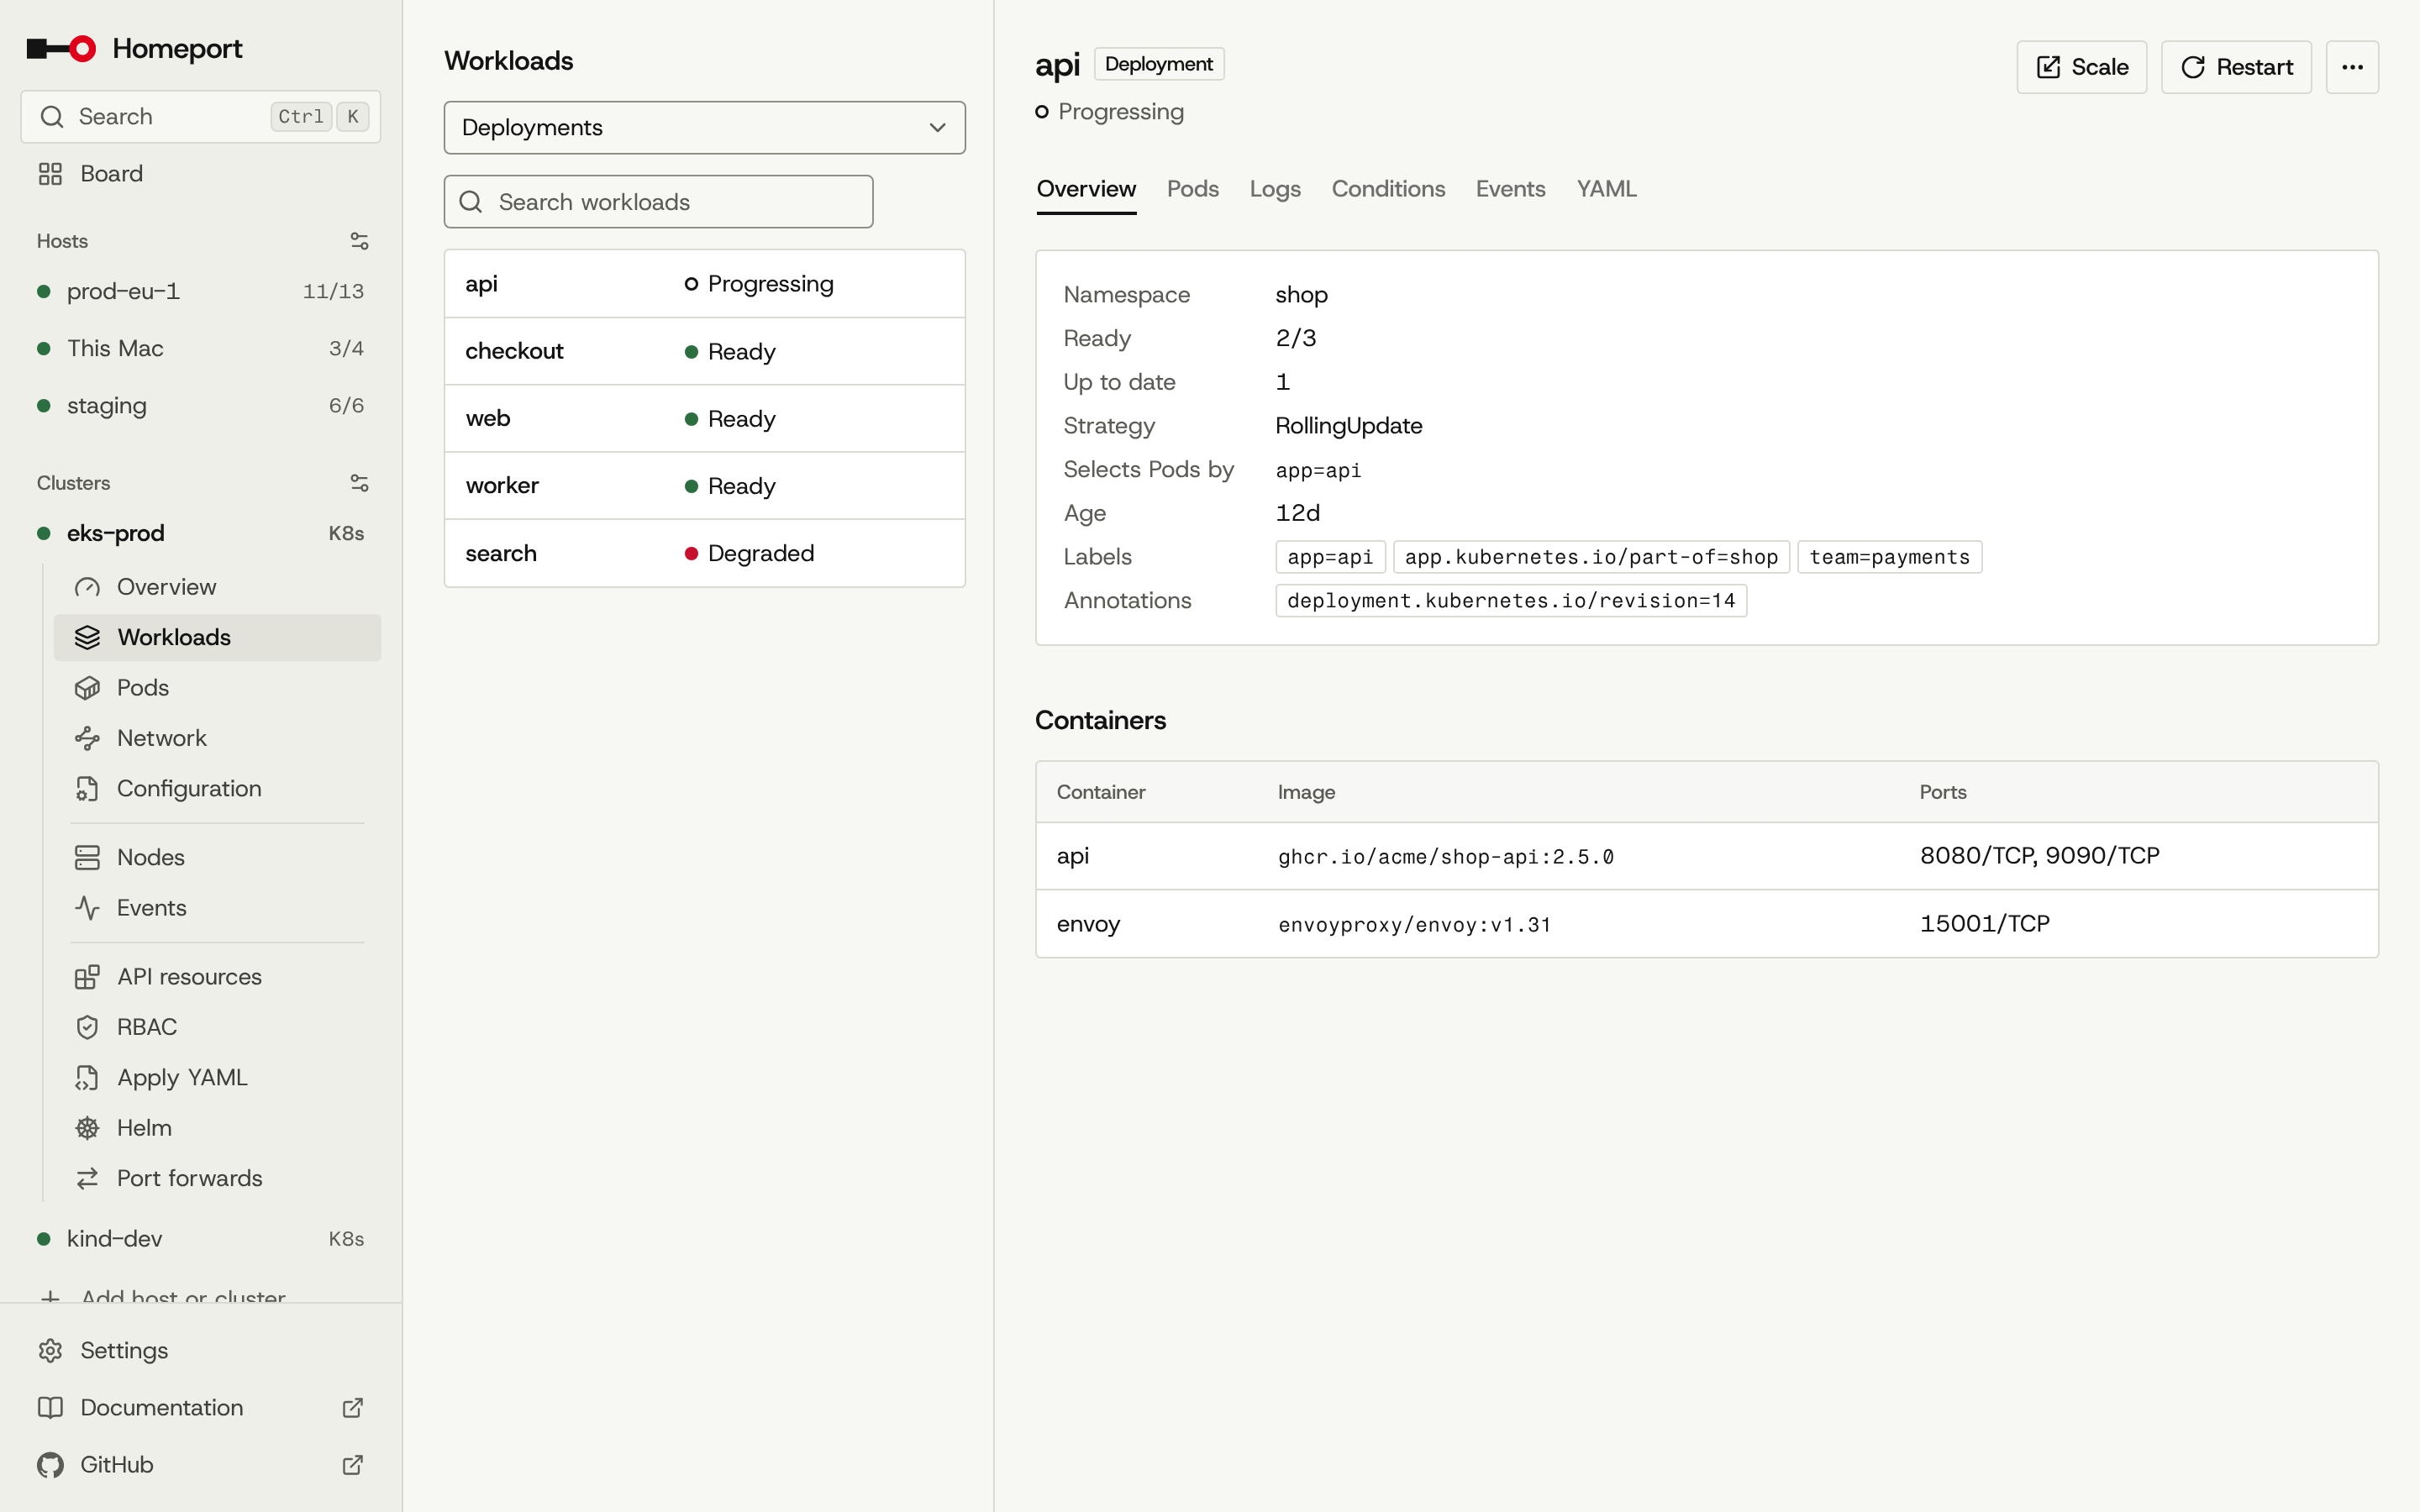 Homeport
Search Ctrl K
Board
Hosts
prod-eu-1 11/13
This Mac 3/4
staging 6/6
Clusters
eks-prod K8s
Overview
Workloads
Pods
Network
Configuration
Nodes
Events
API resources
RBAC
Apply YAML
Helm
Port forwards
kind-dev K8s
Add host or cluster
Settings
Documentation
GitHub
Workloads
Deployments
Search workloads
api Progressing
checkout Ready
web Ready
worker Ready
search Degraded
api Deployment
Progressing
Scale Restart
Overview Pods Logs Conditions Events YAML
Namespace shop
Ready 2/3
Up to date 1
Strategy RollingUpdate
Selects Pods by app=api
Age 12d
Labels app=api app.kubernetes.io/part-of=shop team=payments
Annotations deployment.kubernetes.io/revision=14
Containers
Container Image Ports
api ghcr.io/acme/shop-api:2.5.0 8080/TCP, 9090/TCP
envoy envoyproxy/envoy:v1.31 15001/TCP